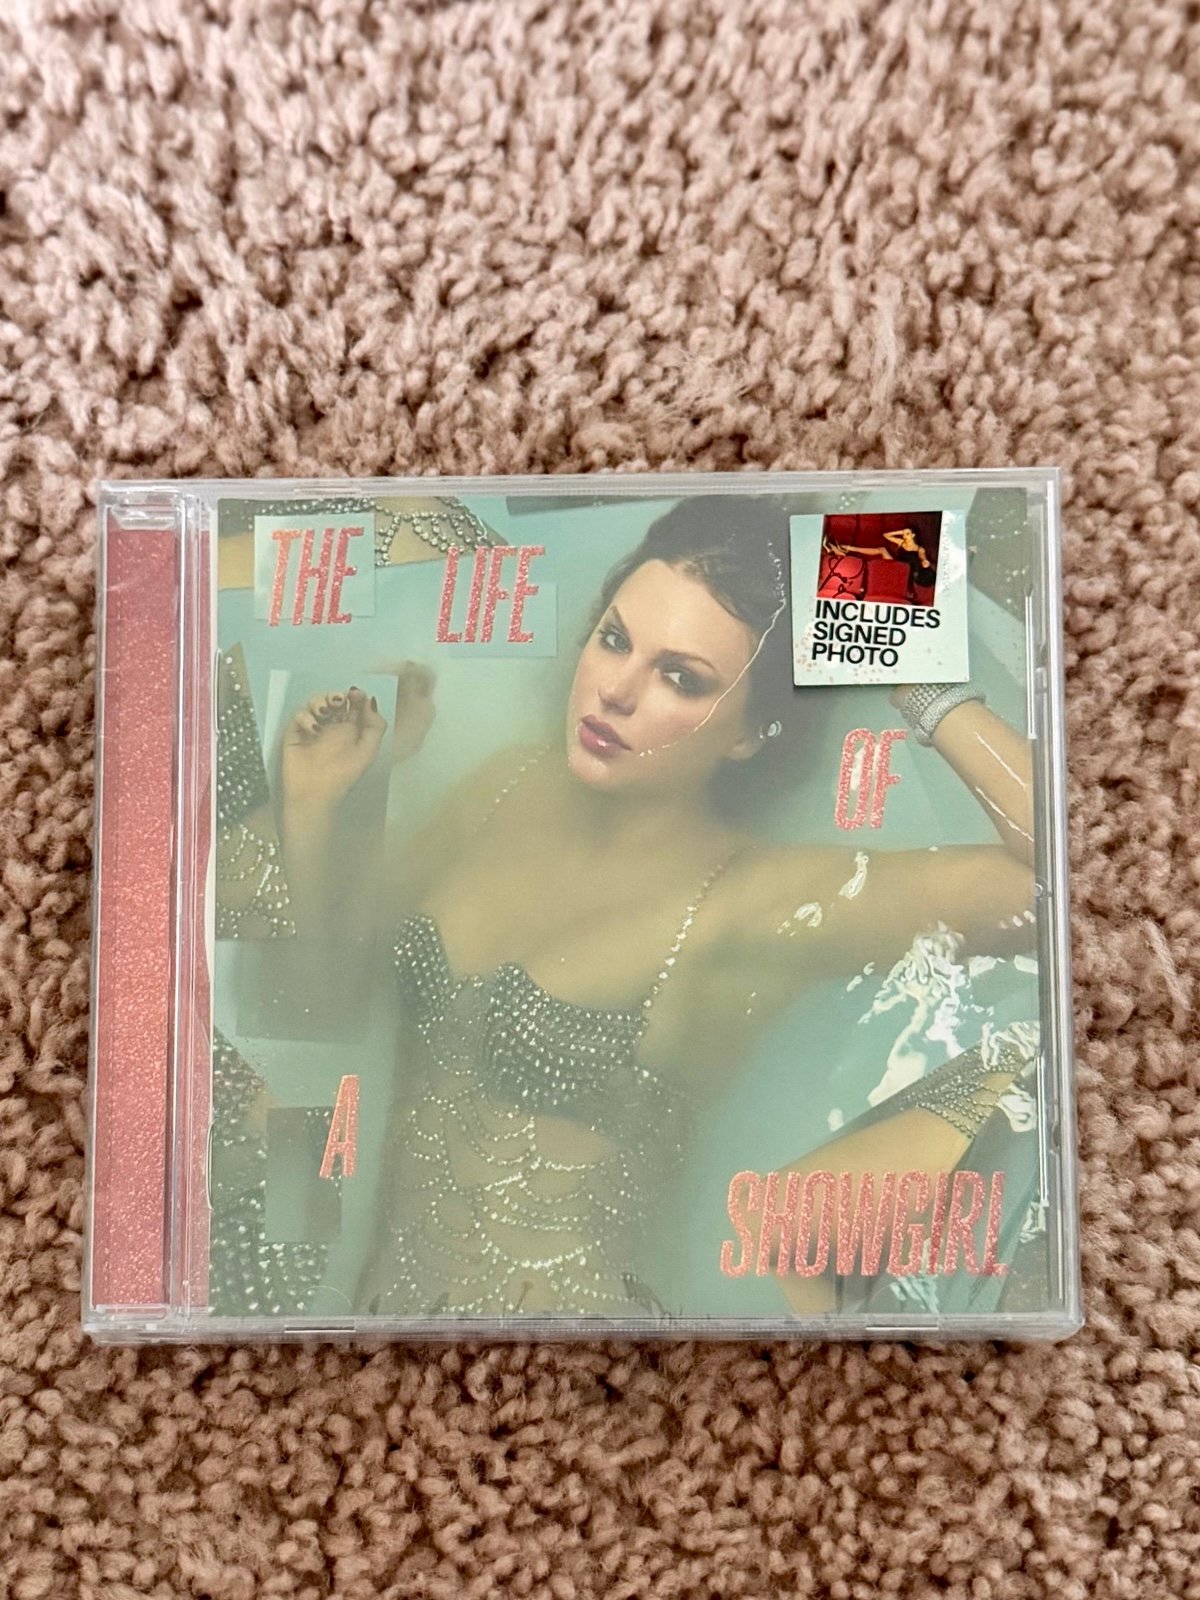 THE
LIFE
OF
A
SHOWGIRL
INCLUDES
SIGNED
PHOTO